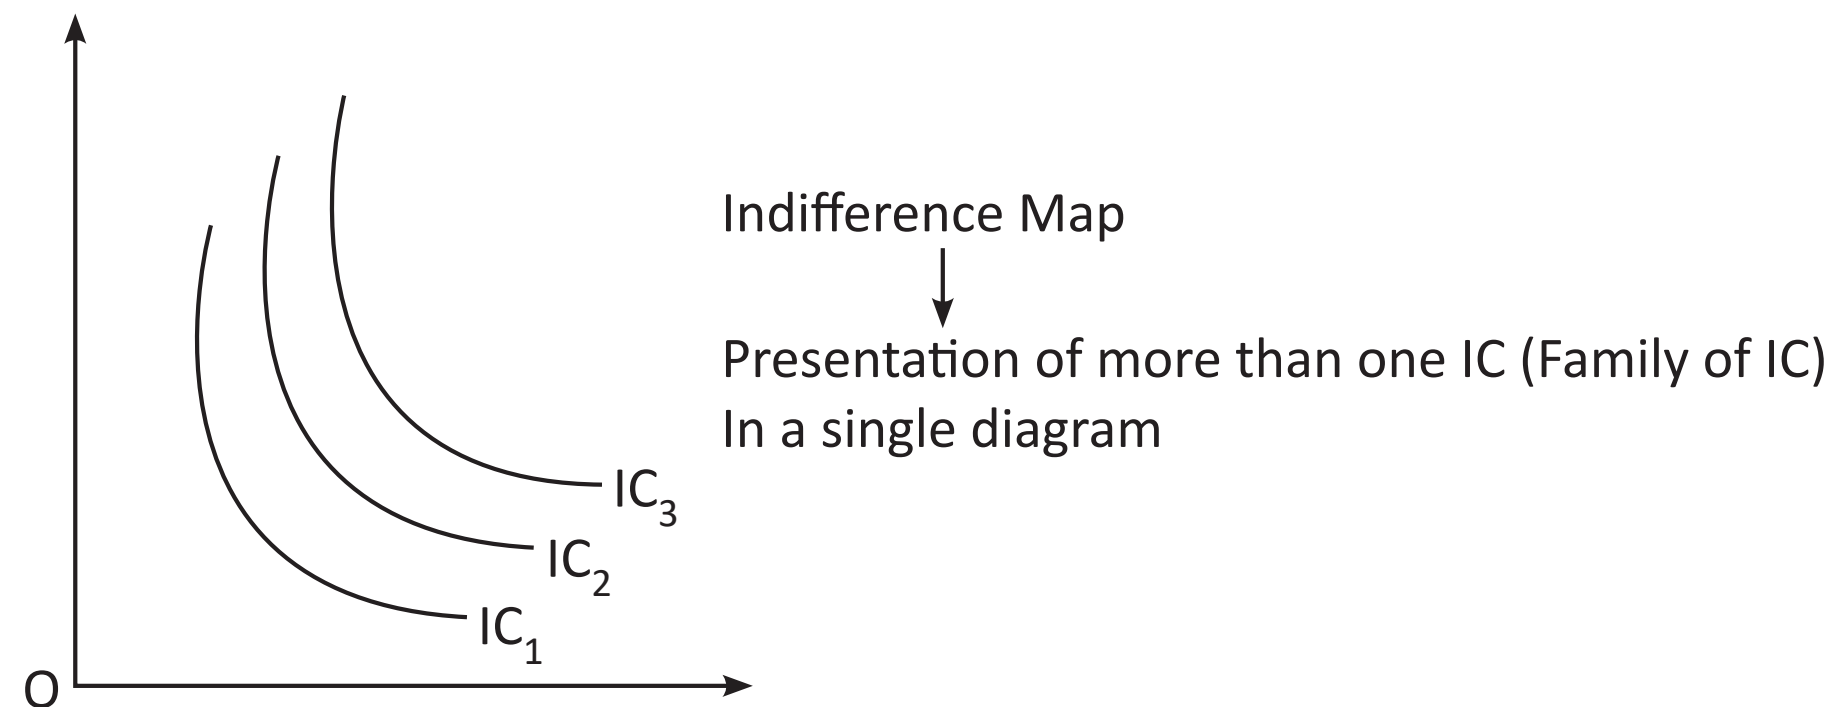 Indifference Map
Presentation of more than one IC (Family of IC)
In a single diagram
IC₃
IC₂
IC₁
O